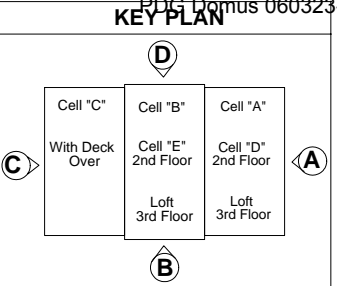 PDG Domus 060323-
KEY PLAN
D
Cell "C"
With Deck
Over
Cell "B"
Cell "E"
2nd Floor
Loft
3rd Floor
Cell "A"
Cell "D"
2nd Floor
Loft
3rd Floor
C
A
B